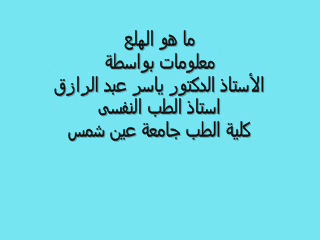 ما هو الهلع
معلومات بواسطة
الأستاذ الدكتور ياسر عبد الرازق
استاذ الطب النفسى
كلية الطب جامعة عين شمس